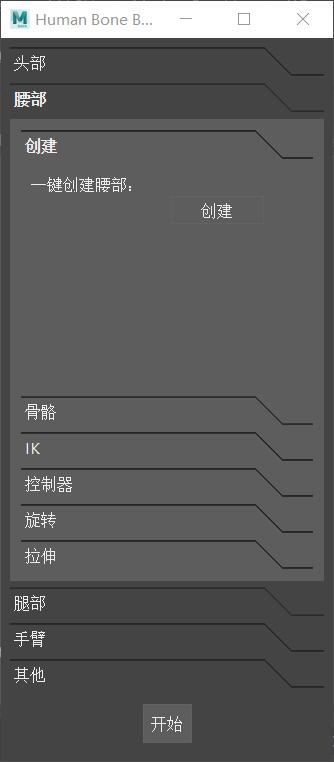 Human Bone B...
头部
腰部
创建
一键创建腰部：
创建
骨骼
IK
控制器
旋转
拉伸
腿部
手臂
其他
开始